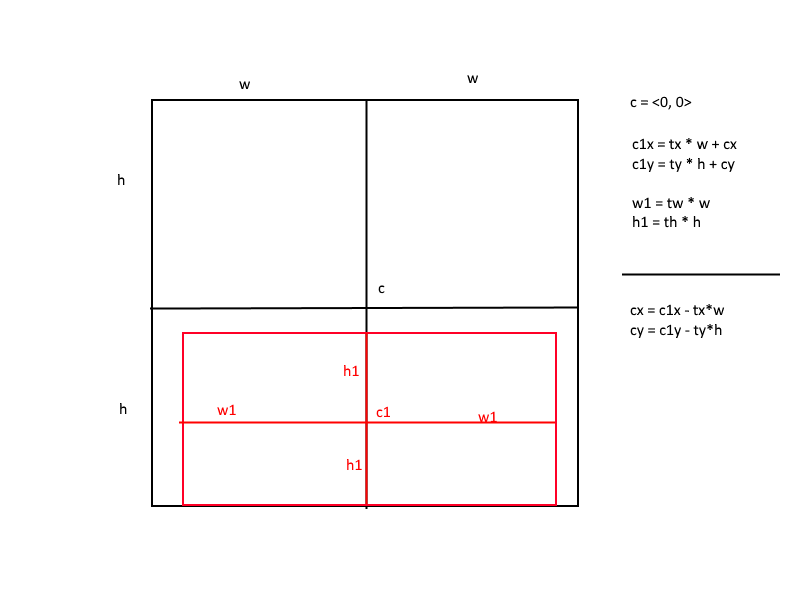 w
w
c = <0, 0>
c1x = tx * w + cx
c1y = ty * h + cy
h
w1 = tw * w
h1 = th * h
c
cx = c1x - tx*w
cy = c1y - ty*h
h1
h
w1
c1
w1
h1